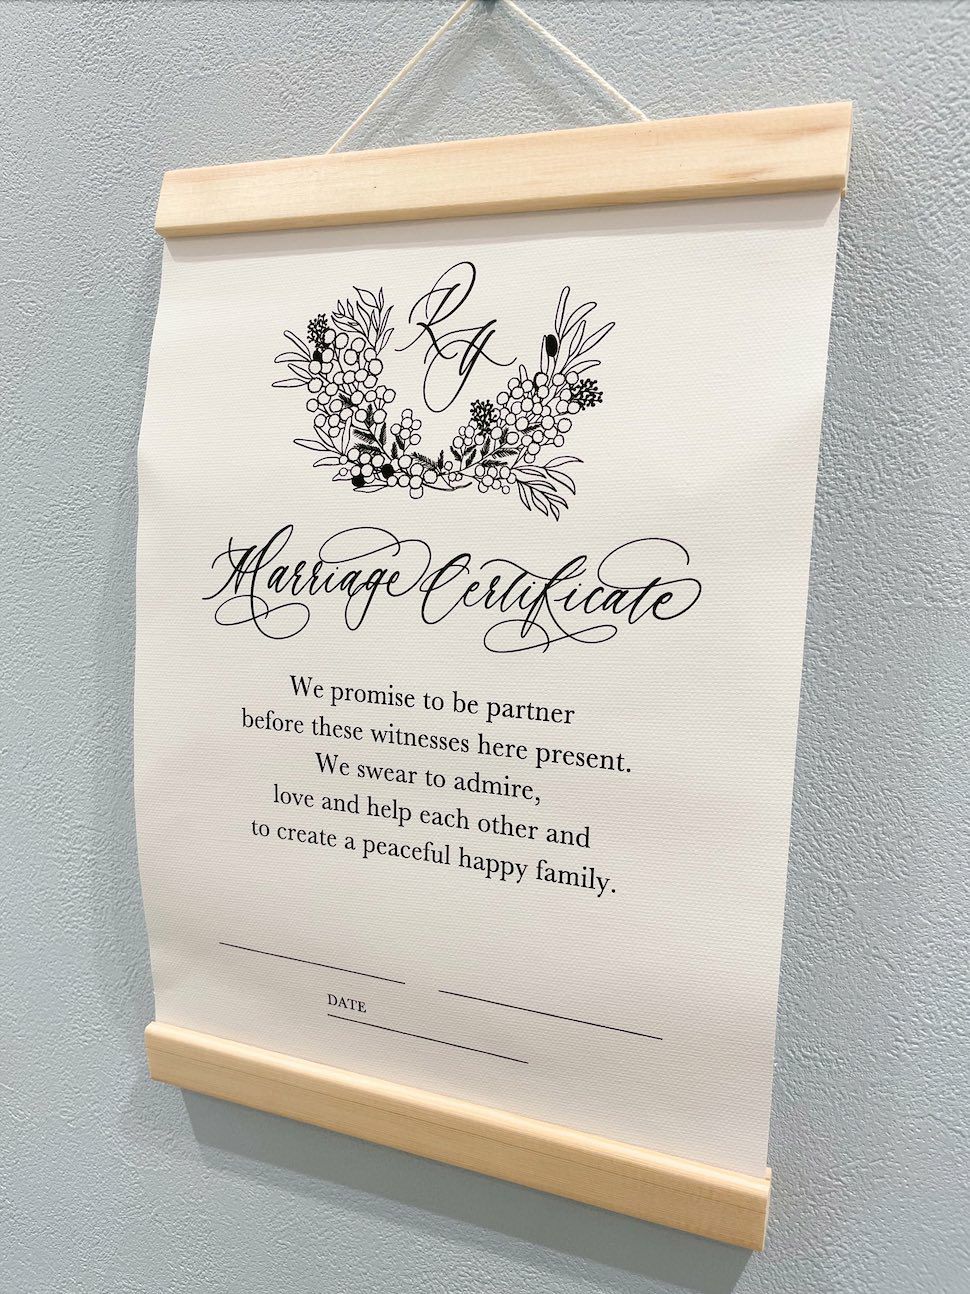 Marriage Certificate
We promise to be partner
before these witnesses here present.
We swear to admire,
love and help each other and
to create a peaceful happy family.
DATE